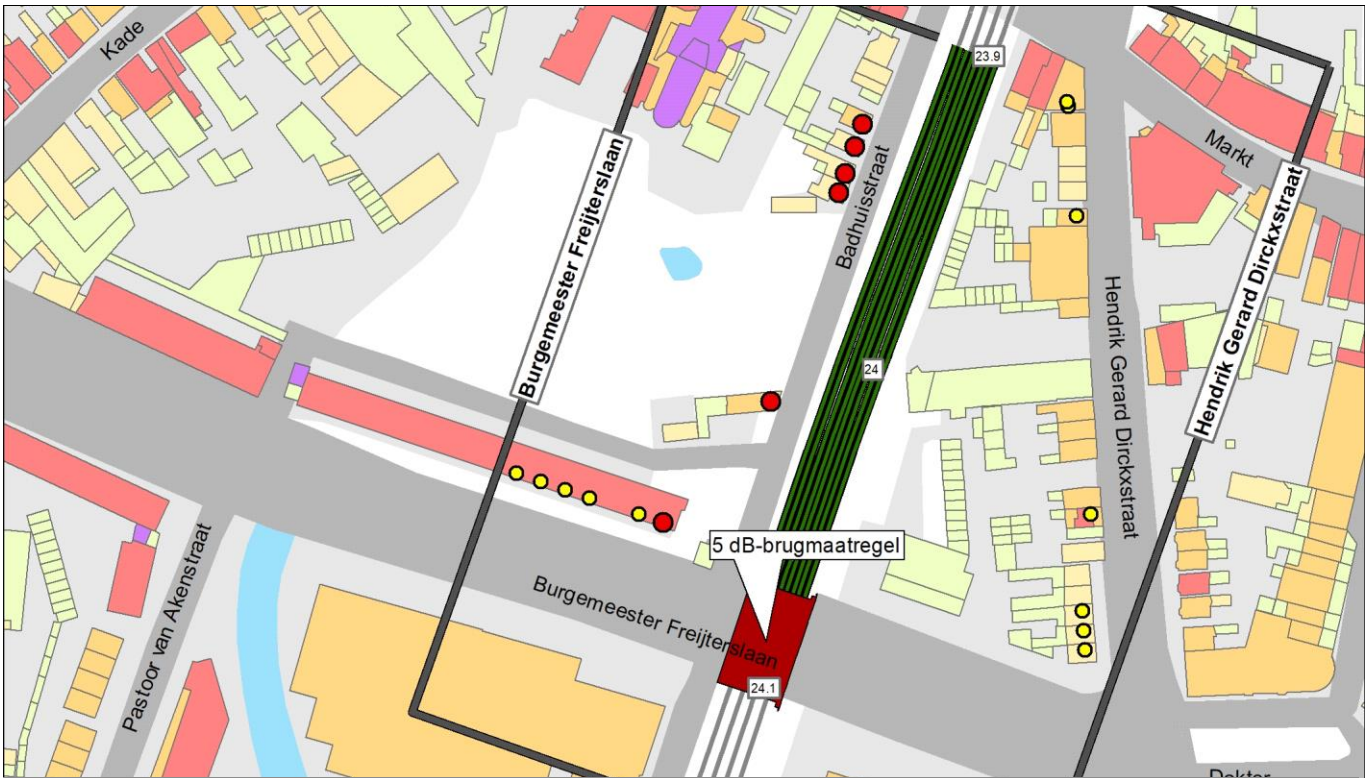 Kade
23.9
Burgemeester Freijterslaan
Markt
Hendrik Gerard Dirckxstraat
Badhuisstraat
Hendrik Gerard Dirckxstraat
24
5 dB-brugmaatregel
Burgemeester Freijterslaan
Pastoor van Akenstraat
24.1
Dokter